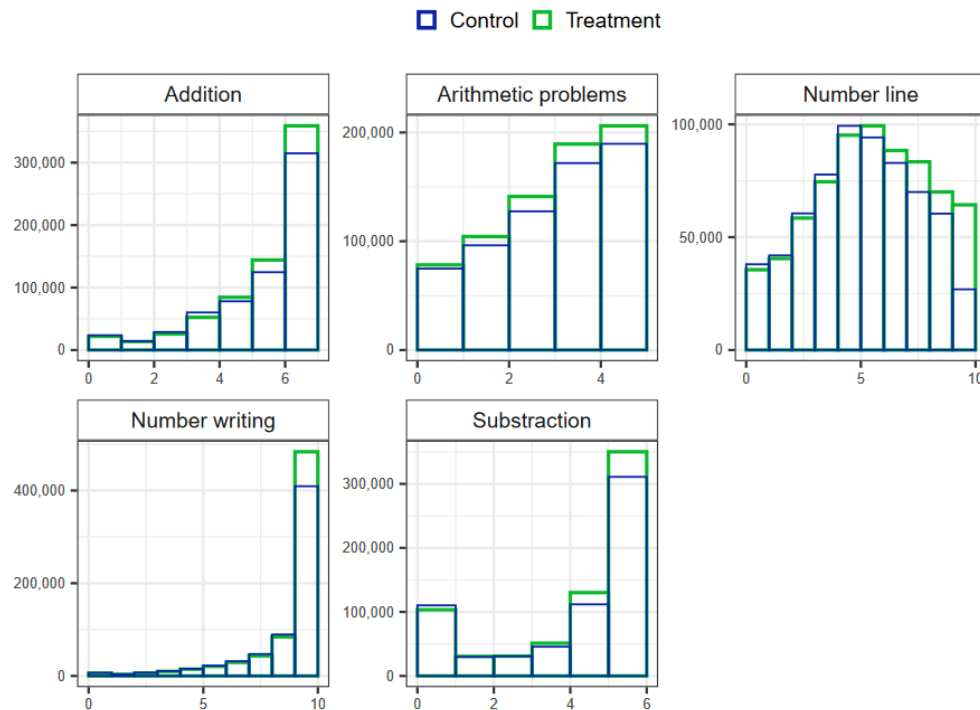 Control Treatment
Addition
300,000
200,000
100,000
0
0 2 4 6
Arithmetic problems
200,000
100,000
0
0 2 4
Number line
100,000
50,000
0
0 5 10
Number writing
400,000
200,000
0
0 5 10
Substraction
300,000
200,000
100,000
0
0 2 4 6